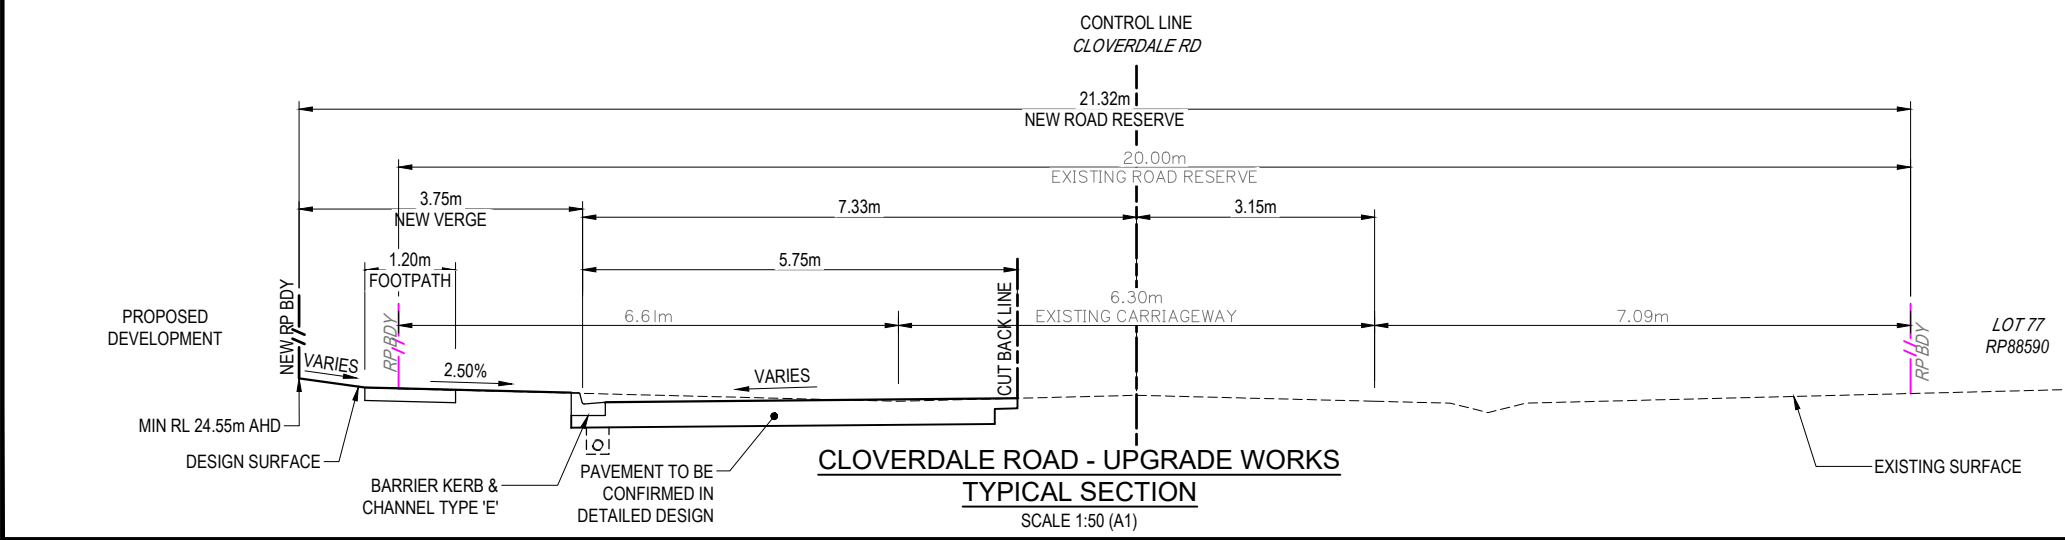 CONTROL LINE
CLOVERDALE RD
21.32m
NEW ROAD RESERVE
20.00m
EXISTING ROAD RESERVE
3.75m
NEW VERGE
7.33m
3.15m
1.20m
FOOTPATH
5.75m
6.61m
6.30m
EXISTING CARRIAGEWAY
7.09m
PROPOSED
DEVELOPMENT
NEW RP BDY
RP BDY
CUT BACK LINE
RP BDY
LOT 77
RP88590
VARIES
2.50%
VARIES
MIN RL 24.55m AHD
DESIGN SURFACE
BARRIER KERB &
CHANNEL TYPE 'E'
PAVEMENT TO BE
CONFIRMED IN
DETAILED DESIGN
EXISTING SURFACE
CLOVERDALE ROAD - UPGRADE WORKS
TYPICAL SECTION
SCALE 1:50 (A1)